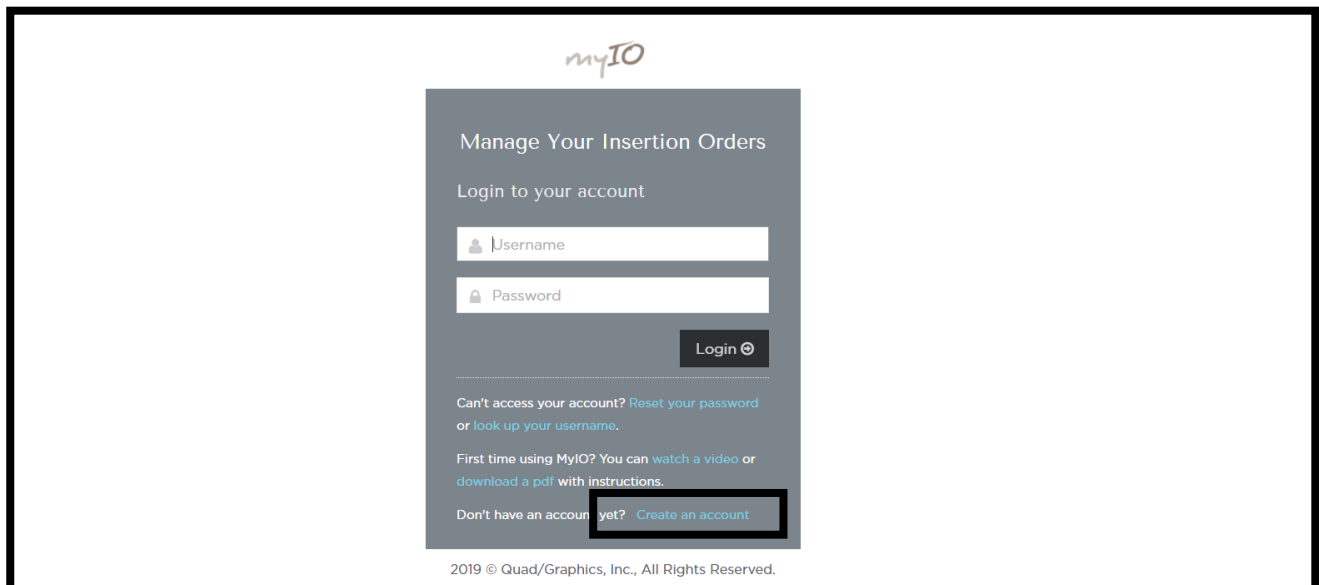 myIO
Manage Your Insertion Orders
Login to your account
Username
Password
Login
Can't access your account? Reset your password
or look up your username.
First time using MyIO? You can watch a video or
download a pdf with instructions.
Don't have an account yet? Create an account
2019 © Quad/Graphics, Inc., All Rights Reserved.